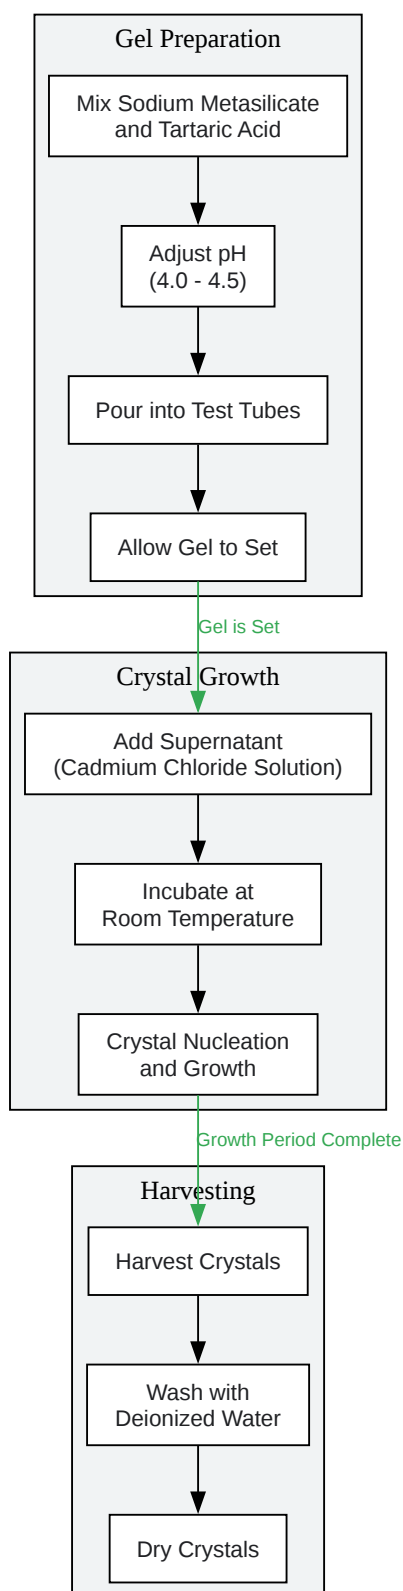 Gel Preparation
Mix Sodium Metasilicate
and Tartaric Acid
Adjust pH
(4.0 - 4.5)
Pour into Test Tubes
Allow Gel to Set
Gel is Set
Crystal Growth
Add Supernatant
(Cadmium Chloride Solution)
Incubate at
Room Temperature
Crystal Nucleation
and Growth
Growth Period Complete
Harvesting
Harvest Crystals
Wash with
Deionized Water
Dry Crystals